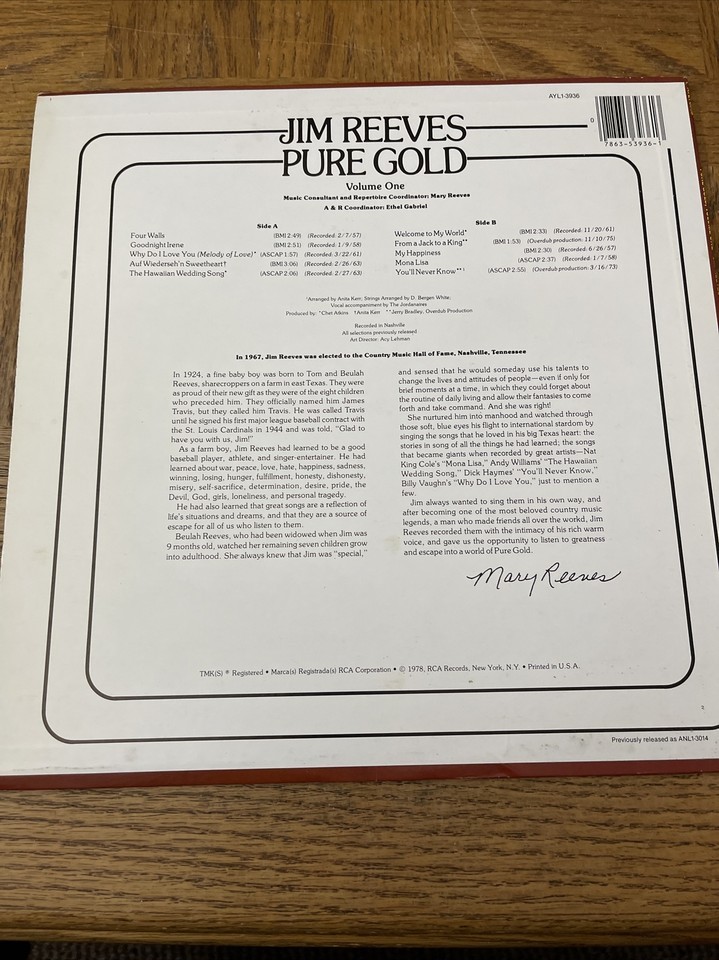 AYL1-3936
0
7863-53936-1
JIM REEVES
PURE GOLD
Volume One
Music Consultant and Repertoire Coordinator: Mary Reeves
A & R Coordinator: Ethel Gabriel
Side A
Four Walls (BMI 2:49) (Recorded: 2/7/57)
Goodnight Irene (BMI 2:51) (Recorded: 1/9/58)
Why Do I Love You (Melody of Love)* (ASCAP 1:57) (Recorded: 3/22/61)
Auf Wiederseh'n Sweetheart† (BMI 3:06) (Recorded: 2/26/63)
The Hawaiian Wedding Song* (ASCAP 2:06) (Recorded: 2/27/63)
Side B
Welcome to My World* (BMI 2:33) (Recorded: 11/20/61)
From a Jack to a King** (BMI 1:53) (Overdub production: 11/10/75)
My Happiness (BMI 2:30) (Recorded: 6/26/57)
Mona Lisa (ASCAP 2:37) (Recorded: 1/7/58)
You'll Never Know**¹ (ASCAP 2:55) (Overdub production: 3/16/73)
¹Arranged by Anita Kerr; Strings Arranged by D. Bergen White;
Vocal accompaniment by The Jordanaires
Produced by: *Chet Atkins †Anita Kerr **Jerry Bradley, Overdub Production
Recorded in Nashville
All selections previously released
Art Director: Acy Lehman
In 1967, Jim Reeves was elected to the Country Music Hall of Fame, Nashville, Tennessee
In 1924, a fine baby boy was born to Tom and Beulah
Reeves, sharecroppers on a farm in east Texas. They were
as proud of their new gift as they were of the eight children
who preceded him. They officially named him James
Travis, but they called him Travis. He was called Travis
until he signed his first major league baseball contract with
the St. Louis Cardinals in 1944 and was told, "Glad to
have you with us, Jim!"
As a farm boy, Jim Reeves had learned to be a good
baseball player, athlete, and singer-entertainer. He had
learned about war, peace, love, hate, happiness, sadness,
winning, losing, hunger, fulfillment, honesty, dishonesty,
misery, self-sacrifice, determination, desire, pride, the
Devil, God, girls, loneliness, and personal tragedy.
He had also learned that great songs are a reflection of
life's situations and dreams, and that they are a source of
escape for all of us who listen to them.
Beulah Reeves, who had been widowed when Jim was
9 months old, watched her remaining seven children grow
into adulthood. She always knew that Jim was "special,"
and sensed that he would someday use his talents to
change the lives and attitudes of people—even if only for
brief moments at a time, in which they could forget about
the routine of daily living and allow their fantasies to come
forth and take command. And she was right!
She nurtured him into manhood and watched through
those soft, blue eyes his flight to international stardom by
singing the songs that he loved in his big Texas heart: the
stories in song of all the things he had learned; the songs
that became giants when recorded by great artists—Nat
King Cole's "Mona Lisa," Andy Williams' "The Hawaiian
Wedding Song," Dick Haymes' "You'll Never Know,"
Billy Vaughn's "Why Do I Love You," just to mention a
few.
Jim always wanted to sing them in his own way, and
after becoming one of the most beloved country music
legends, a man who made friends all over the world, Jim
Reeves recorded them with the intimacy of his rich warm
voice, and gave us the opportunity to listen to greatness
and escape into a world of Pure Gold.
Mary Reeves
TMK(S) ® Registered • Marca(s) Registrada(s) RCA Corporation • © 1978, RCA Records, New York, N.Y. • Printed in U.S.A.
Previously released as ANL1-3014